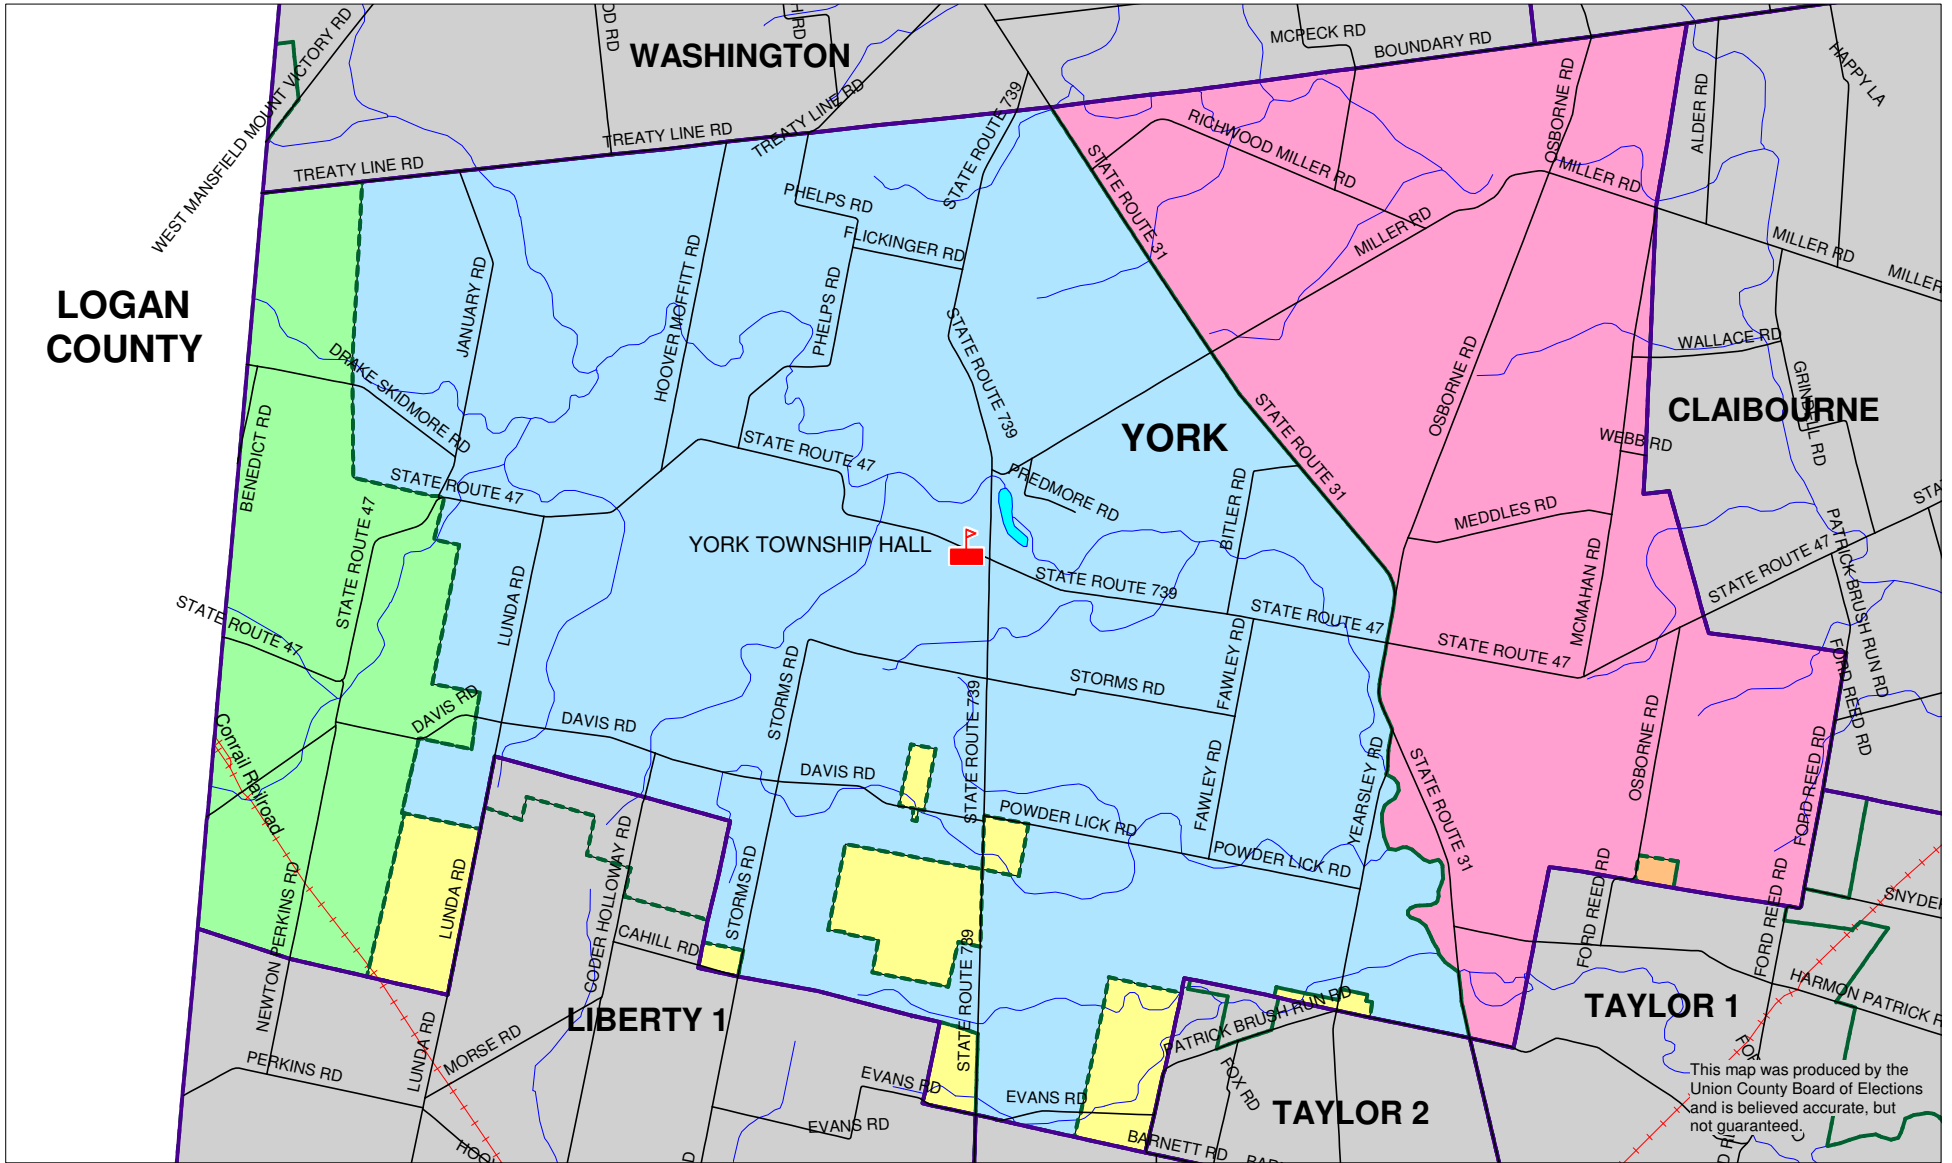 WEST MANSFIELD MOUNT VICTORY RD
WASHINGTON
MCPECK RD
BOUNDARY RD
HAPPY LA
ALDER RD
OSBORNE RD
TREATY LINE RD
TREATY LINE RD
TREATY LINE RD
STATE ROUTE 739
STATE ROUTE 31
RICHWOOD MILLER RD
MILLER RD
MILLER RD
MILLER RD
MILLER
PHELPS RD
FLICKINGER RD
PHELPS RD
HOOVER MOFFITT RD
JANUARY RD
LOGAN
COUNTY
DRAKE SKIDMORE RD
BENEDICT RD
STATE ROUTE 739
STATE ROUTE 31
OSBORNE RD
WALLACE RD
GRINDELL RD
CLAIBOURNE
WEBB RD
YORK
STATE ROUTE 47
STATE ROUTE 47
STATE ROUTE 47
STATE ROUTE 47
PREDMORE RD
BITLER RD
MEDDLES RD
MCMAHAN RD
STATE ROUTE 47
PATRICK BRUSH RUN RD
FORD REED RD
YORK TOWNSHIP HALL
STATE ROUTE 739
STATE ROUTE 47
STATE ROUTE 47
LUNDA RD
STORMS RD
STORMS RD
FAWLEY RD
FAWLEY RD
STATE ROUTE 739
DAVIS RD
DAVIS RD
DAVIS RD
Conrail Railroad
POWDER LICK RD
POWDER LICK RD
YEARSLEY RD
STATE ROUTE 31
OSBORNE RD
FORD REED RD
FORD REED RD
FORD REED RD
SNYDER
HARMON PATRICK R
NEWTON PERKINS RD
LUNDA RD
CODER HOLLOWAY RD
CAHILL RD
STORMS RD
STATE ROUTE 739
LIBERTY 1
TAYLOR 1
PATRICK BRUSH RUN RD
PERKINS RD
LUNDA RD
MORSE RD
EVANS RD
EVANS RD
EVANS RD
FOX RD
TAYLOR 2
BARNETT RD
This map was produced by the
Union County Board of Elections
and is believed accurate, but
not guaranteed.